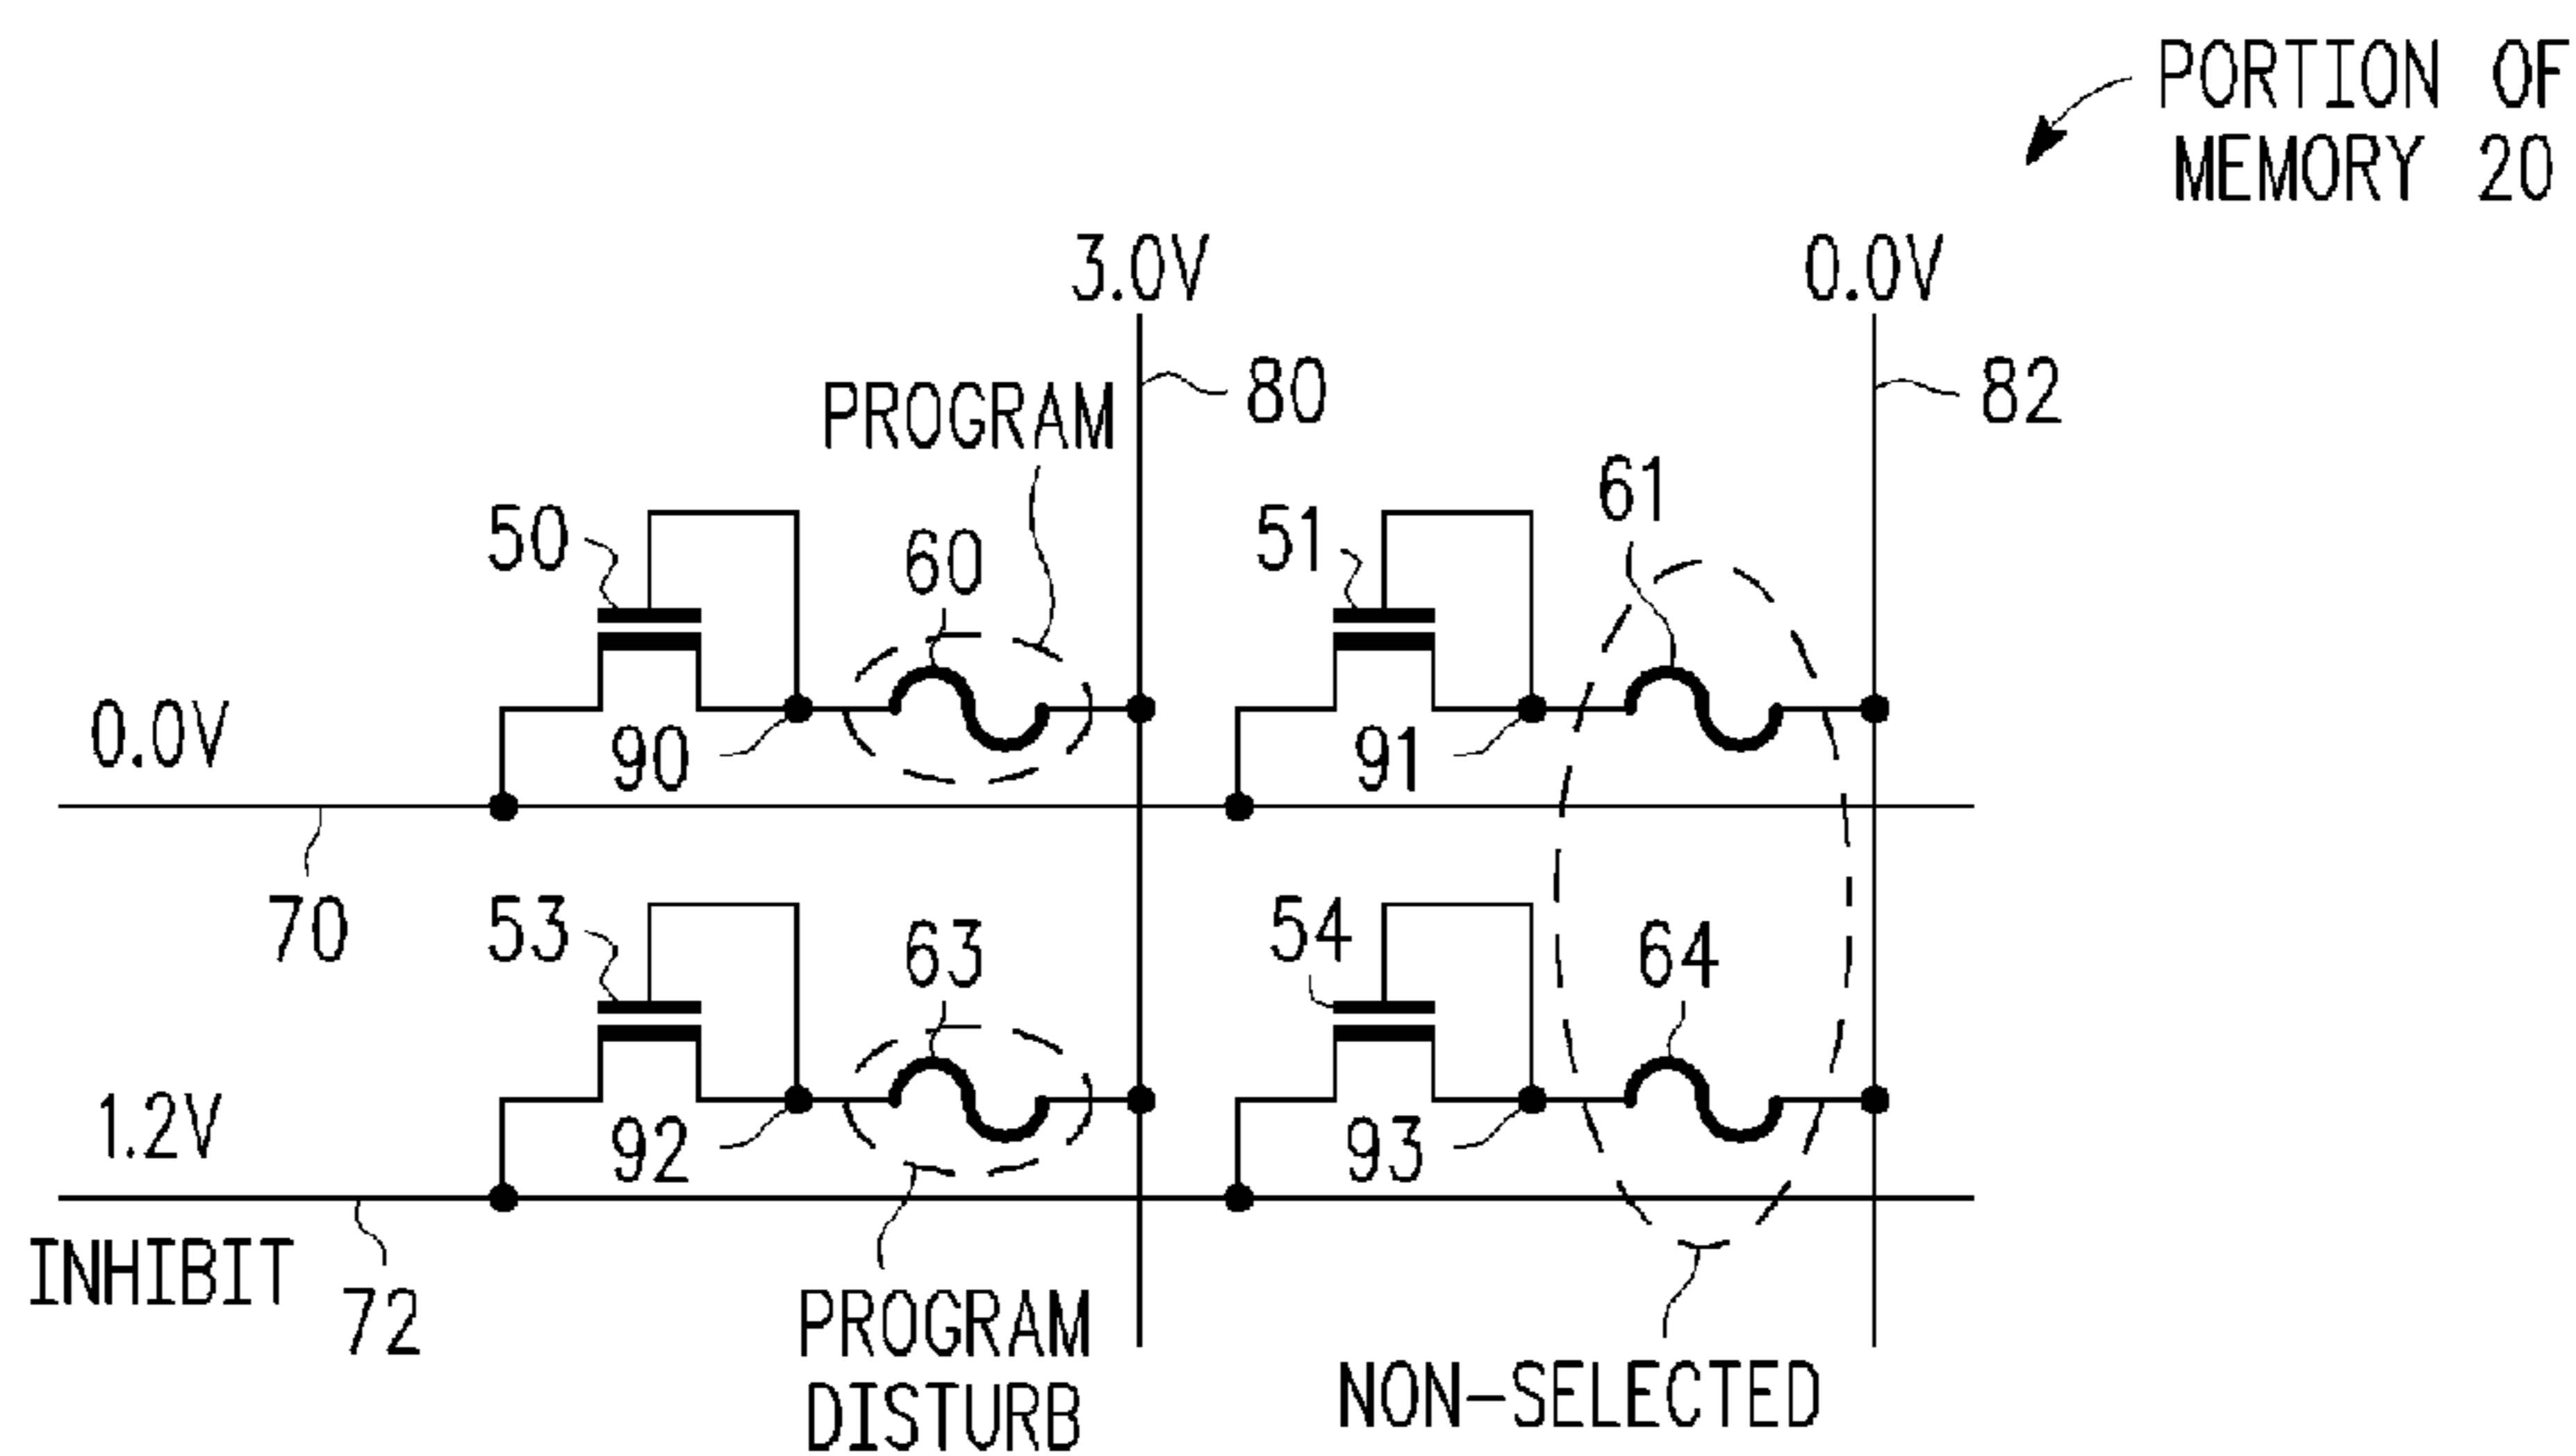 PORTION OF
MEMORY 20
3.0V
0.0V
80
82
PROGRAM
61
50
60
51
0.0V
90
91
70
53
63
54
64
1.2V
92
93
INHIBIT
72
PROGRAM
DISTURB
NON-SELECTED